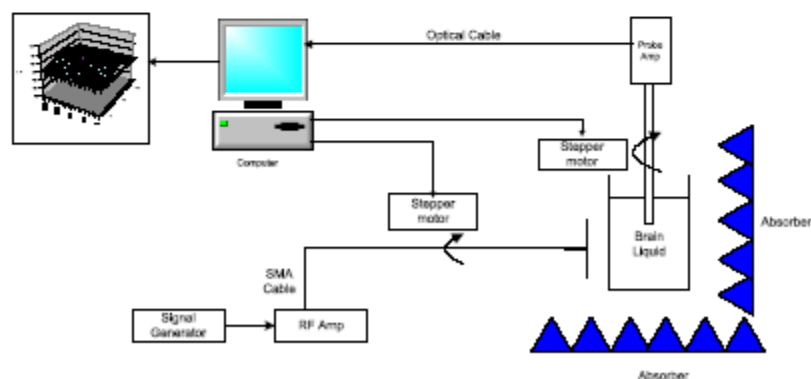 Optical Cable
Probe
Amp
Computer
Stepper
motor
Stepper
motor
Brain
Liquid
Absorber
SMA
Cable
Signal
Generator
RF Amp
Absorber